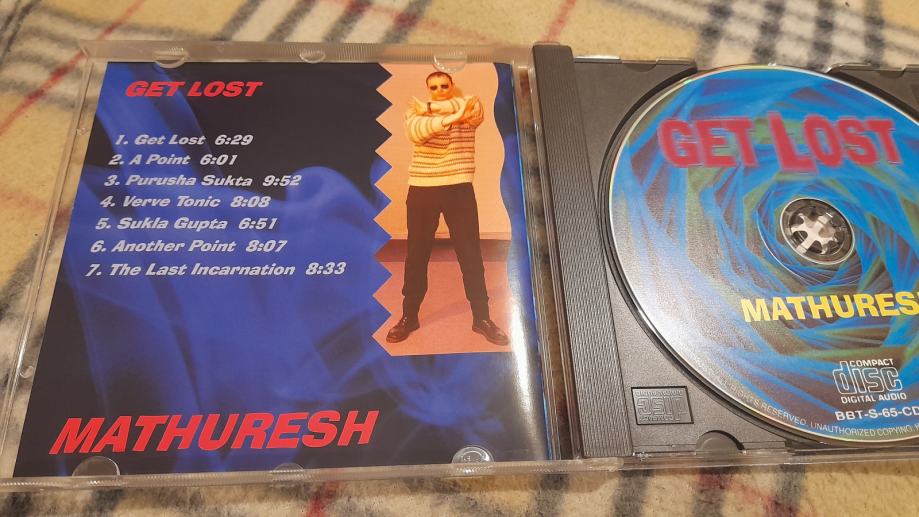 GET LOST
1. Get Lost 6:29
2. A Point 6:01
3. Purusha Sukta 9:52
4. Verve Tonic 8:08
5. Sukla Gupta 6:51
6. Another Point 8:07
7. The Last Incarnation 8:33
MATHURESH
GET LOST
MATHURES
COMPACT
disc
DIGITAL AUDIO
BBT-S-65-CD
RIGHTS RESERVED. UNAUTHORIZED COPYING,